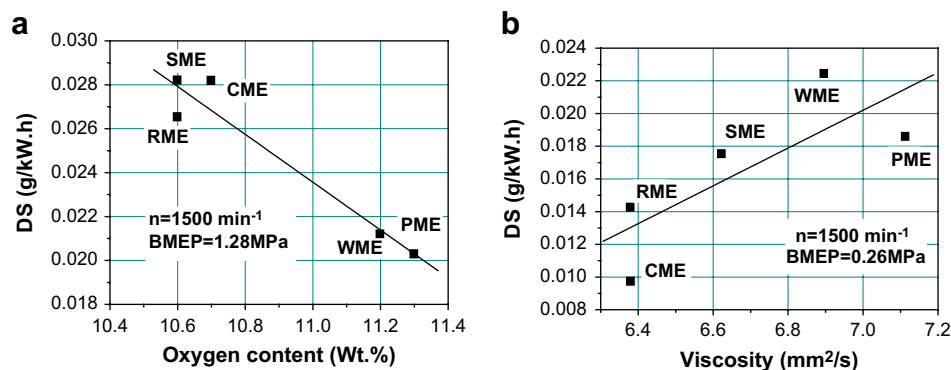 a
0.030
0.028
0.026
0.024
0.022
0.020
0.018
DS (g/kW.h)
SME
CME
RME
n=1500 min⁻¹
BMEP=1.28MPa
WME
PME
10.4 10.6 10.8 11.0 11.2 11.4
Oxygen content (Wt.%)
b
0.024
0.022
0.020
0.018
0.016
0.014
0.012
0.010
0.008
DS (g/kW.h)
WME
SME
PME
RME
n=1500 min⁻¹
BMEP=0.26MPa
CME
6.4 6.6 6.8 7.0 7.2
Viscosity (mm²/s)